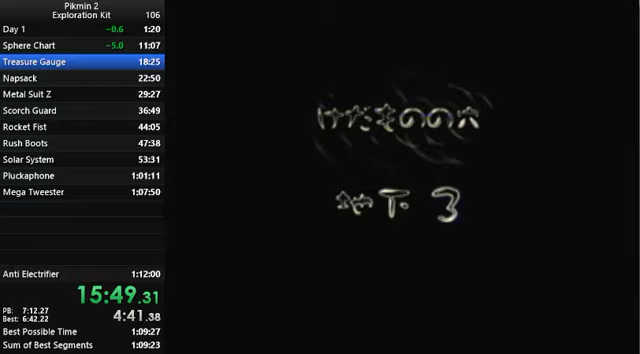 Pikmin 2
Exploration Kit 106
Day 1 -0.6 1:20
Sphere Chart -5.0 11:07
Treasure Gauge 18:25
Napsack 22:50
Metal Suit Z 29:27
Scorch Guard 36:49
Rocket Fist 44:05
Rush Boots 47:38
Solar System 53:31
Pluckaphone 1:01:11
Mega Tweester 1:07:50
Anti Electrifier 1:12:00
15:49.31
PB: 7:12.27
Best: 6:42.22
4:41.38
Best Possible Time 1:09:27
Sum of Best Segments 1:09:23
けだものの穴
地下 3